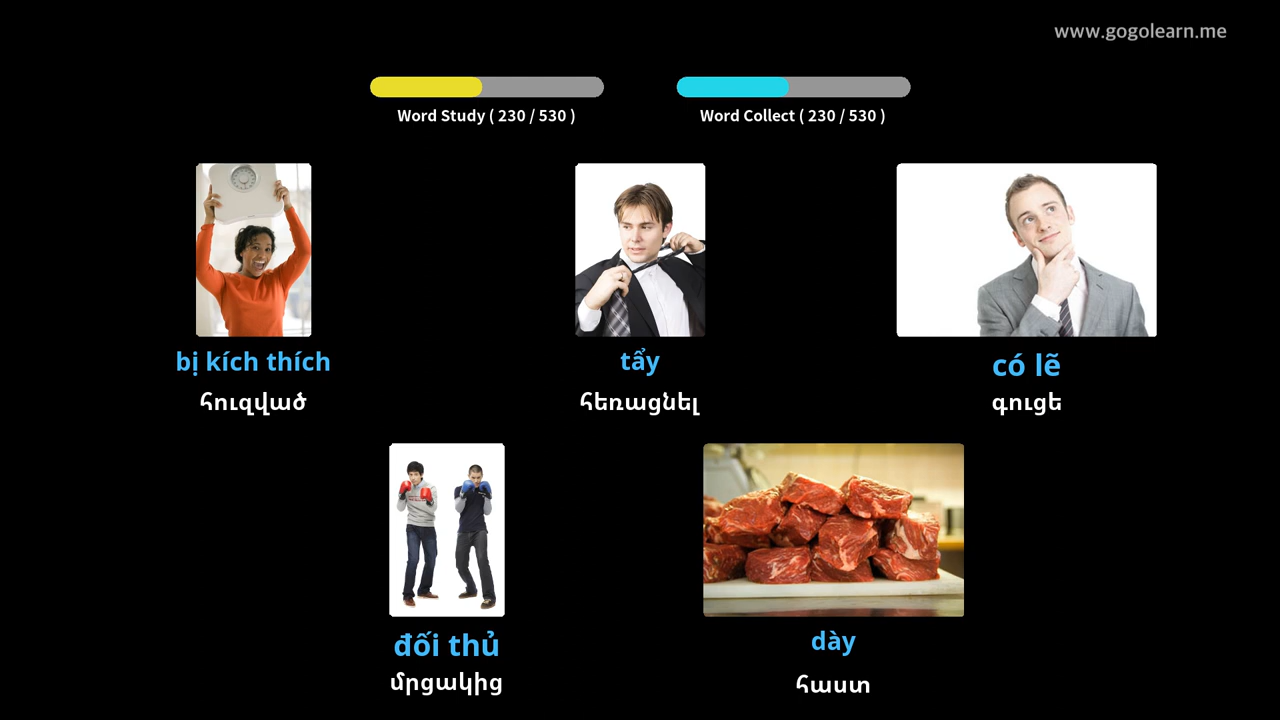 www.gogolearn.me
Word Study ( 230 / 530 )
Word Collect ( 230 / 530 )
bị kích thích
հուզված
tẩy
հեռացնել
có lẽ
գուցե
đối thủ
մրցակից
dày
հաստ